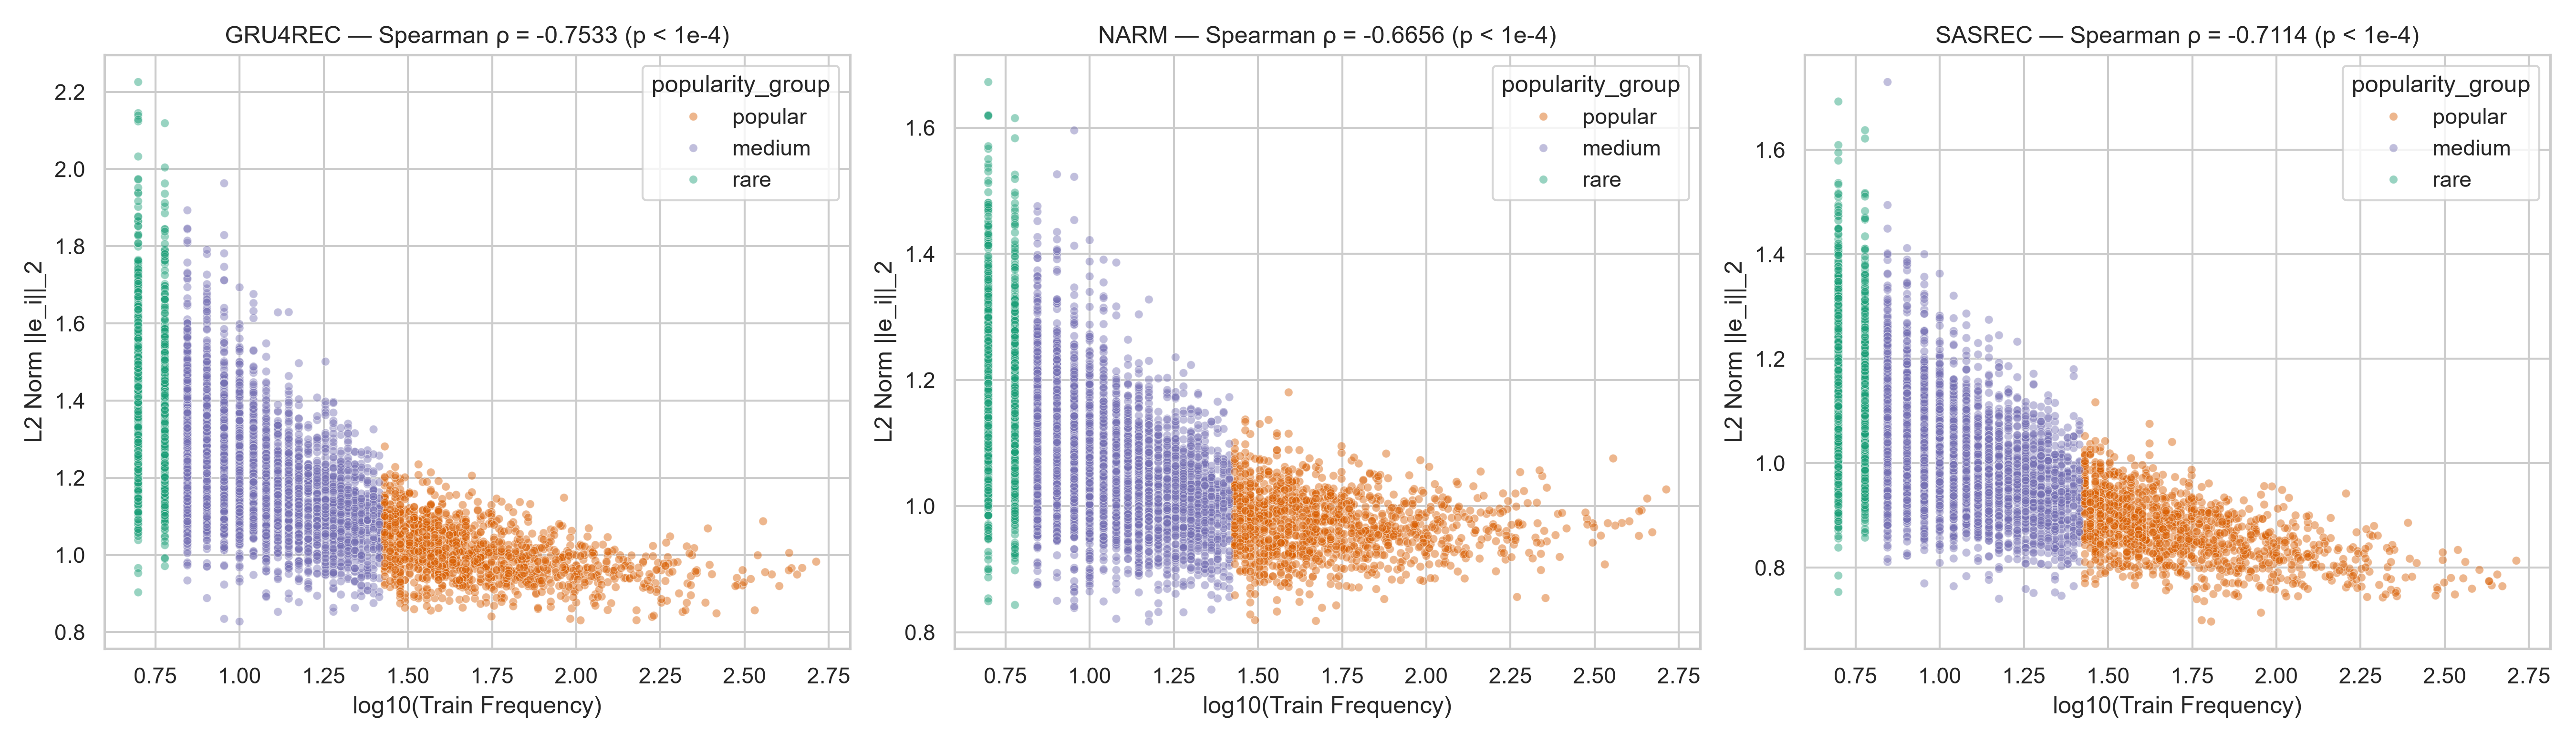 GRU4REC — Spearman ρ = -0.7533 (p < 1e-4)
popularity_group
popular
medium
rare
2.2
2.0
1.8
1.6
1.4
1.2
1.0
0.8
L2 Norm ||e_i||_2
0.75 1.00 1.25 1.50 1.75 2.00 2.25 2.50 2.75
log10(Train Frequency)
NARM — Spearman ρ = -0.6656 (p < 1e-4)
popularity_group
popular
medium
rare
1.6
1.4
1.2
1.0
0.8
L2 Norm ||e_i||_2
0.75 1.00 1.25 1.50 1.75 2.00 2.25 2.50 2.75
log10(Train Frequency)
SASREC — Spearman ρ = -0.7114 (p < 1e-4)
popularity_group
popular
medium
rare
1.6
1.4
1.2
1.0
0.8
L2 Norm ||e_i||_2
0.75 1.00 1.25 1.50 1.75 2.00 2.25 2.50 2.75
log10(Train Frequency)